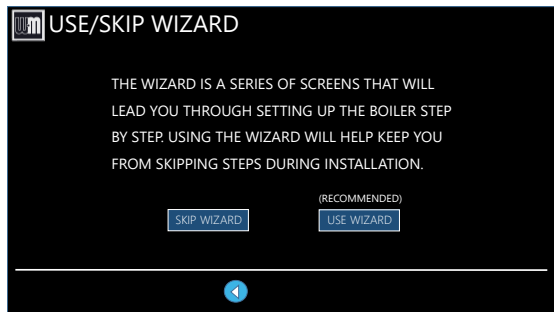 WM USE/SKIP WIZARD
THE WIZARD IS A SERIES OF SCREENS THAT WILL
LEAD YOU THROUGH SETTING UP THE BOILER STEP
BY STEP. USING THE WIZARD WILL HELP KEEP YOU
FROM SKIPPING STEPS DURING INSTALLATION.
(RECOMMENDED)
SKIP WIZARD USE WIZARD